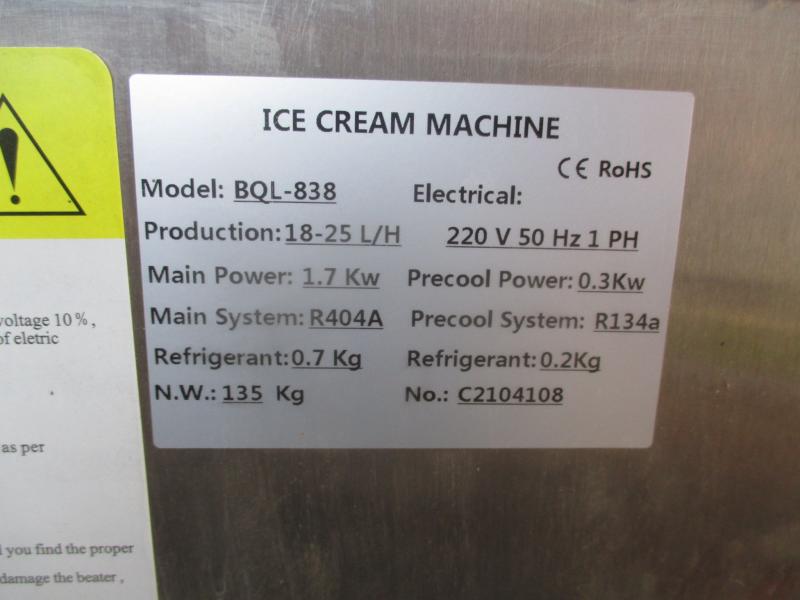 ICE CREAM MACHINE
CE RoHS
Model: BQL-838
Electrical:
Production: 18-25 L/H
220 V 50 Hz 1 PH
Main Power: 1.7 Kw
Precool Power: 0.3Kw
Main System: R404A
Precool System: R134a
Refrigerant: 0.7 Kg
Refrigerant: 0.2Kg
N.W.: 135 Kg
No.: C2104108
!
voltage 10%,
of eletric
as per
you find the proper
damage the beater,